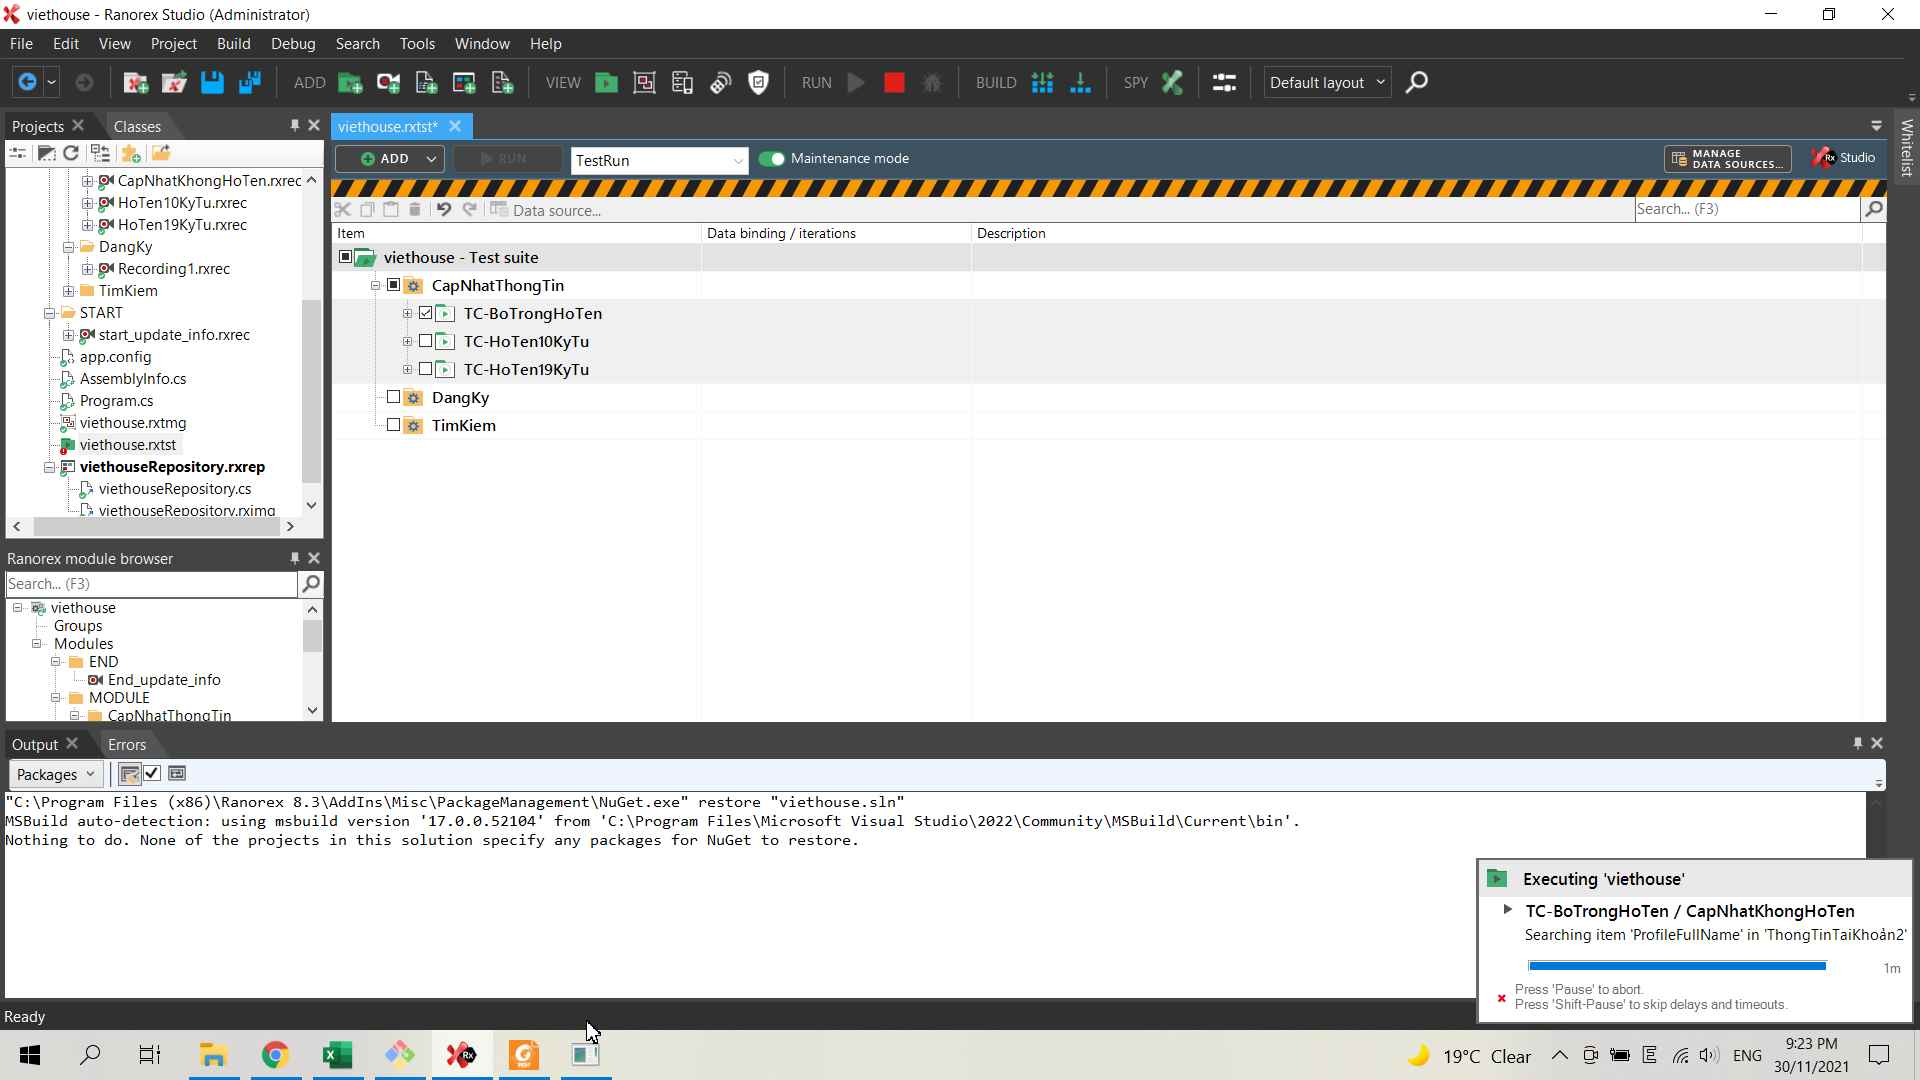 viethouse - Ranorex Studio (Administrator)
File Edit View Project Build Debug Search Tools Window Help
ADD VIEW RUN BUILD SPY Default layout
Projects Classes
CapNhatKhongHoTen.rxrec
HoTen10KyTu.rxrec
HoTen19KyTu.rxrec
DangKy
Recording1.rxrec
TimKiem
START
start_update_info.rxrec
app.config
AssemblyInfo.cs
Program.cs
viethouse.rxtmg
viethouse.rxtst
viethouseRepository.rxrep
viethouseRepository.cs
viethouseRepository.rximg
Ranorex module browser
Search... (F3)
viethouse
Groups
Modules
END
End_update_info
MODULE
CapNhatThongTin
viethouse.rxtst*
ADD RUN TestRun Maintenance mode MANAGE DATA SOURCES... Rx Studio
Data source... Search... (F3)
Item Data binding / iterations Description
viethouse - Test suite
CapNhatThongTin
TC-BoTrongHoTen
TC-HoTen10KyTu
TC-HoTen19KyTu
DangKy
TimKiem
Whitelist
Output Errors
Packages
"C:\Program Files (x86)\Ranorex 8.3\AddIns\Misc\PackageManagement\NuGet.exe" restore "viethouse.sln"
MSBuild auto-detection: using msbuild version '17.0.0.52104' from 'C:\Program Files\Microsoft Visual Studio\2022\Community\MSBuild\Current\bin'.
Nothing to do. None of the projects in this solution specify any packages for NuGet to restore.
Executing 'viethouse'
TC-BoTrongHoTen / CapNhatKhongHoTen
Searching item 'ProfileFullName' in 'ThongTinTaiKhoản2'
1m
Press 'Pause' to abort.
Press 'Shift-Pause' to skip delays and timeouts.
Ready
19°C Clear ENG 9:23 PM
30/11/2021